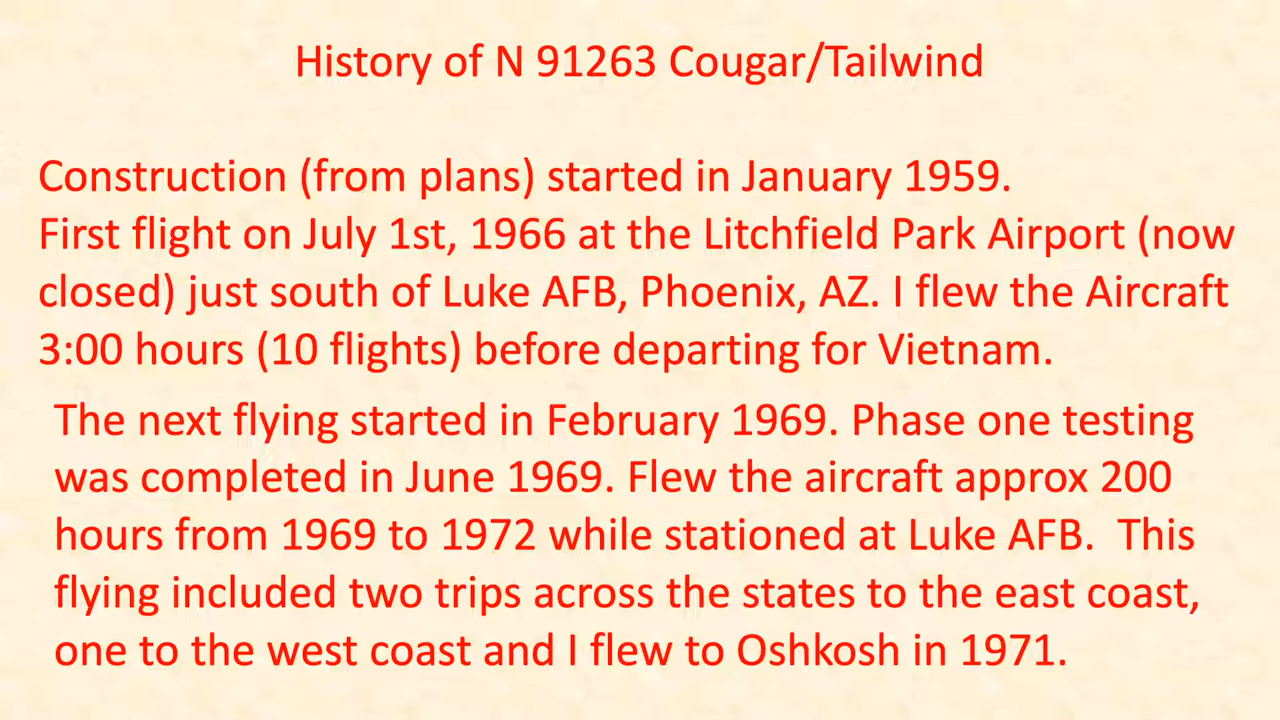 History of N 91263 Cougar/Tailwind
Construction (from plans) started in January 1959.
First flight on July 1st, 1966 at the Litchfield Park Airport (now
closed) just south of Luke AFB, Phoenix, AZ. I flew the Aircraft
3:00 hours (10 flights) before departing for Vietnam.
The next flying started in February 1969. Phase one testing
was completed in June 1969. Flew the aircraft approx 200
hours from 1969 to 1972 while stationed at Luke AFB.  This
flying included two trips across the states to the east coast,
one to the west coast and I flew to Oshkosh in 1971.